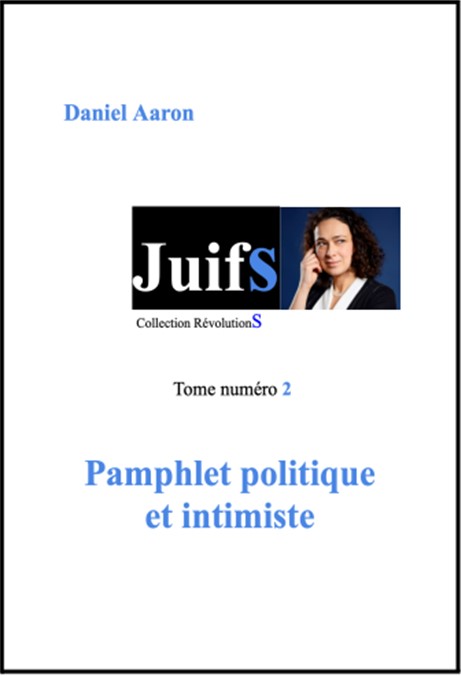 Daniel Aaron
JuifS
Collection RévolutionS
Tome numéro 2
Pamphlet politique
et intimiste